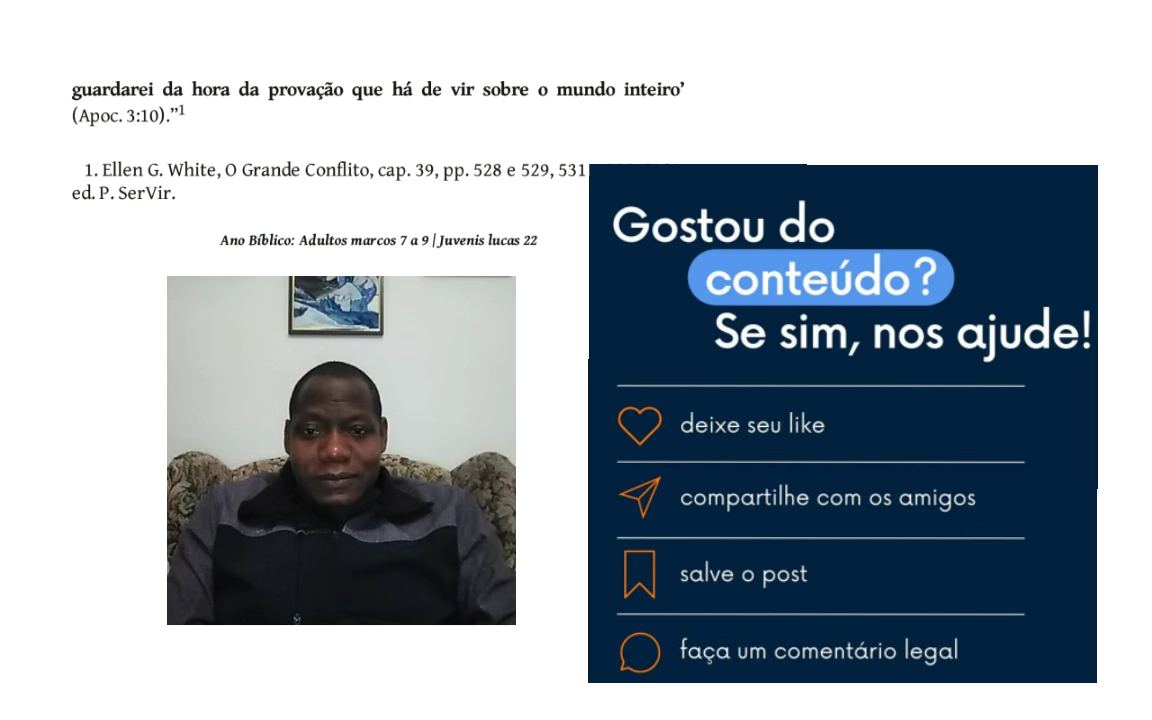 guardarei da hora da provação que há de vir sobre o mundo inteiro’
(Apoc. 3:10).”1
1. Ellen G. White, O Grande Conflito, cap. 39, pp. 528 e 529, 531
ed. P. SerVir.
Ano Bíblico: Adultos marcos 7 a 9 | Juvenis lucas 22
Gostou do
conteúdo?
Se sim, nos ajude!
deixe seu like
compartilhe com os amigos
salve o post
faça um comentário legal